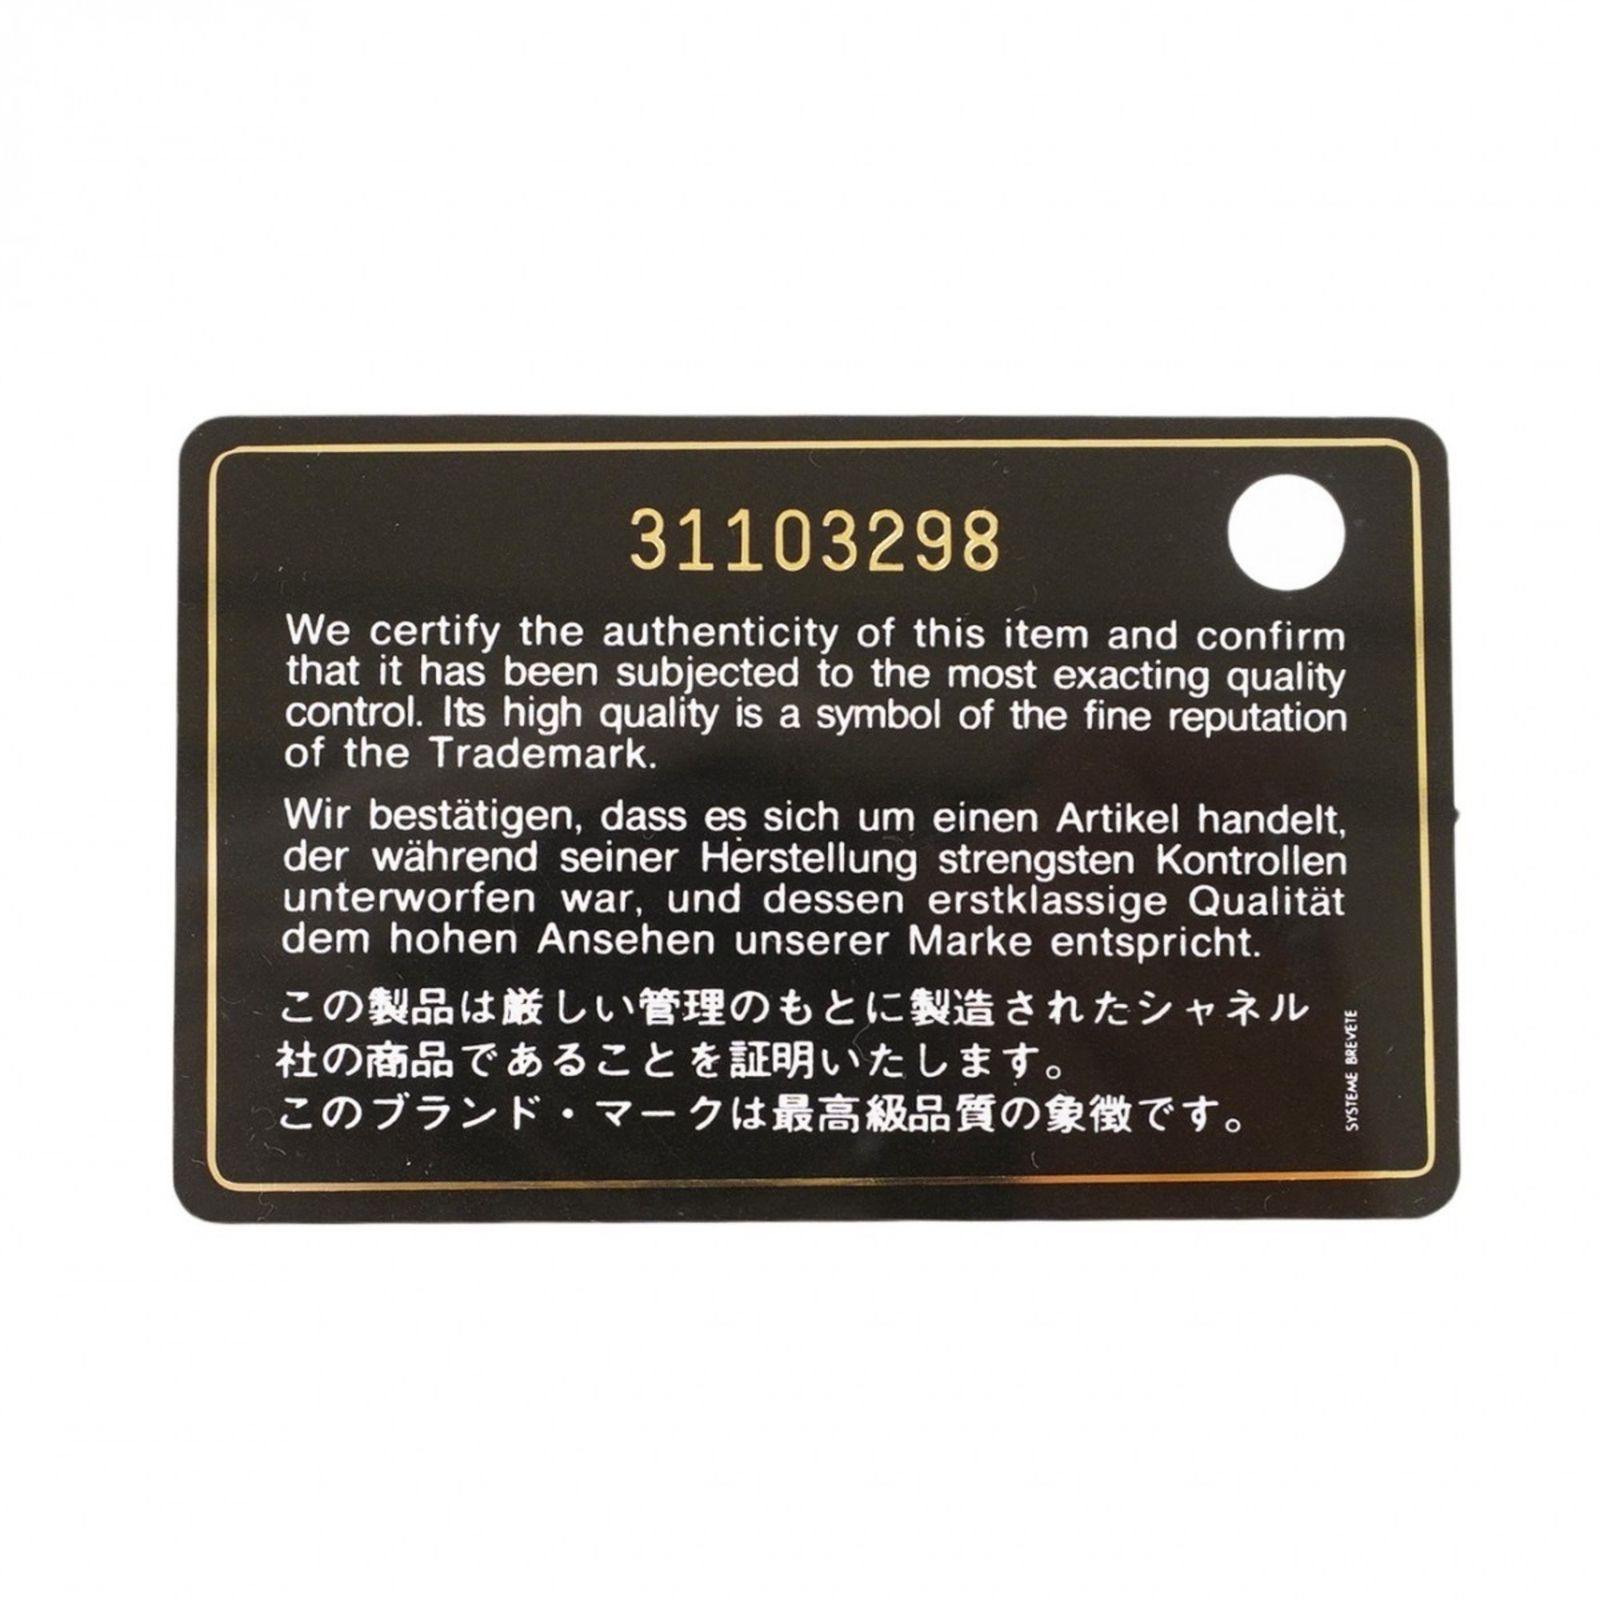 31103298
We certify the authenticity of this item and confirm
that it has been subjected to the most exacting quality
control. Its high quality is a symbol of the fine reputation
of the Trademark.
Wir bestätigen, dass es sich um einen Artikel handelt,
der während seiner Herstellung strengsten Kontrollen
unterworfen war, und dessen erstklassige Qualität
dem hohen Ansehen unserer Marke entspricht.
この製品は厳しい管理のもとに製造されたシャネル
社の商品であることを証明いたします。
このブランド・マークは最高級品質の象徴です。
SYSTEME BREVETE